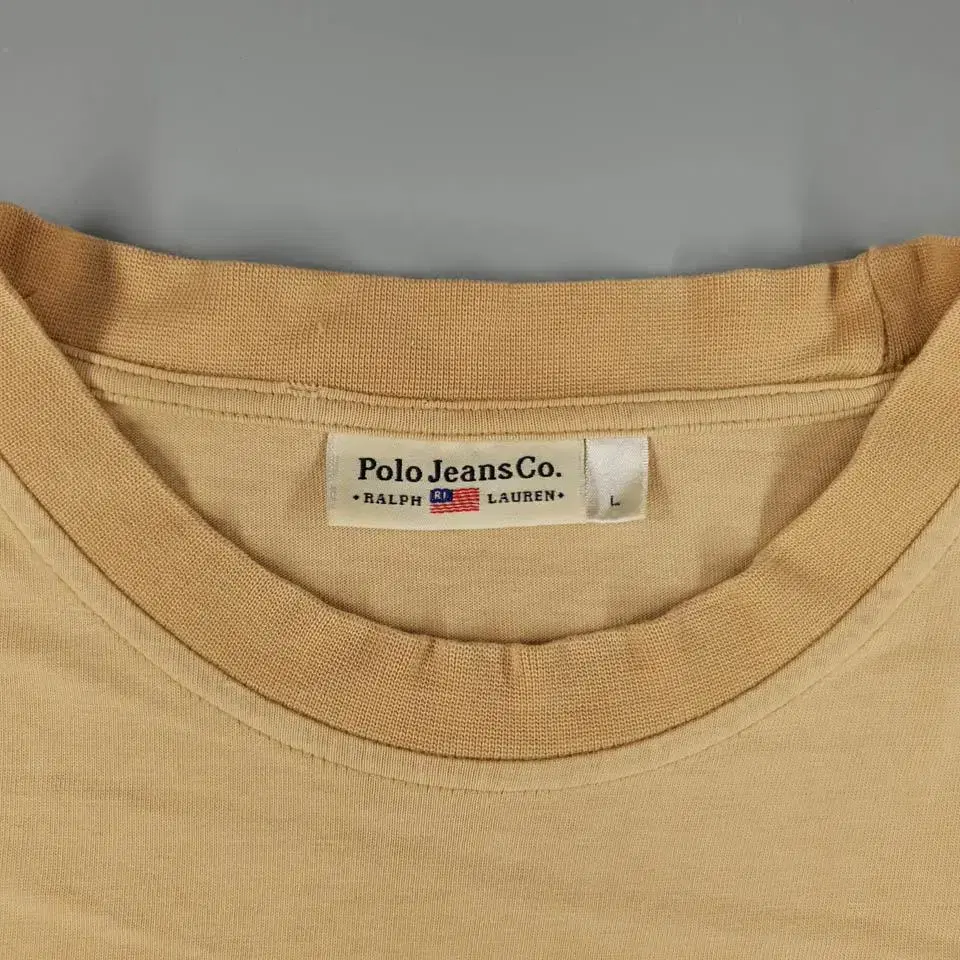 Polo Jeans Co.
• RALPH RL LAUREN •
L